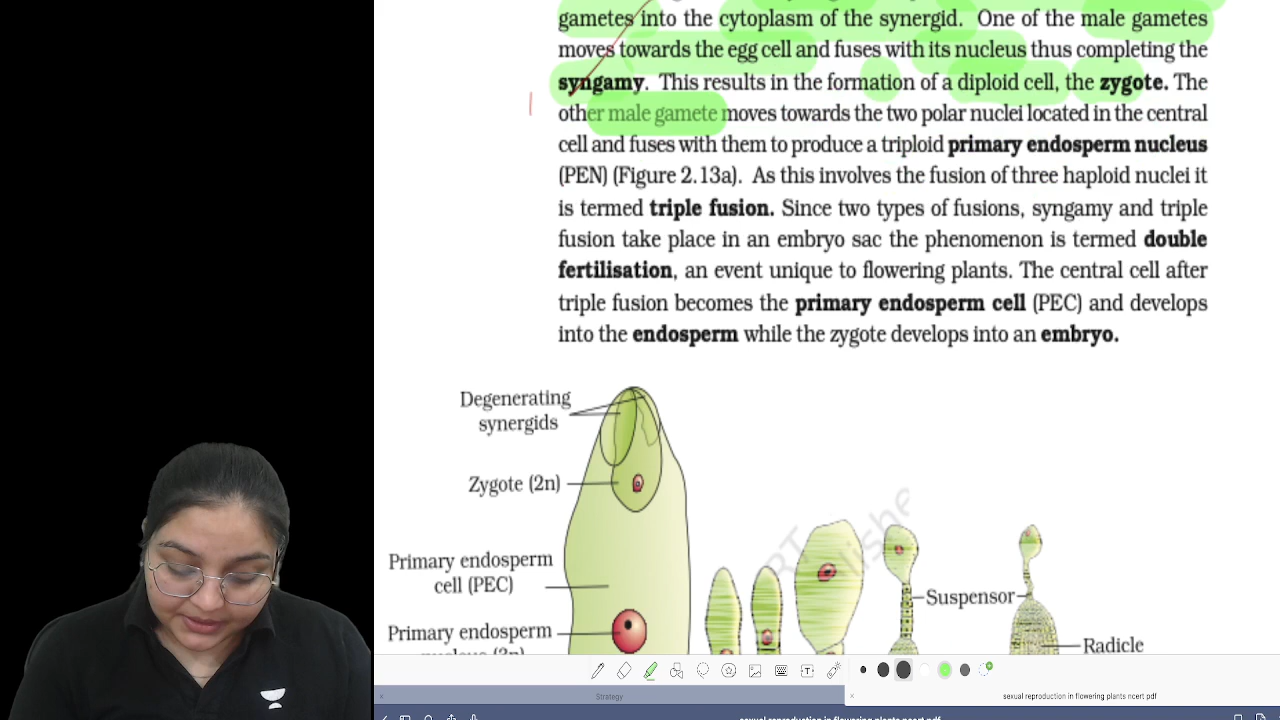 gametes into the cytoplasm of the synergid. One of the male gametes
moves towards the egg cell and fuses with its nucleus thus completing the
syngamy. This results in the formation of a diploid cell, the zygote. The
other male gamete moves towards the two polar nuclei located in the central
cell and fuses with them to produce a triploid primary endosperm nucleus
(PEN) (Figure 2.13a). As this involves the fusion of three haploid nuclei it
is termed triple fusion. Since two types of fusions, syngamy and triple
fusion take place in an embryo sac the phenomenon is termed double
fertilisation, an event unique to flowering plants. The central cell after
triple fusion becomes the primary endosperm cell (PEC) and develops
into the endosperm while the zygote develops into an embryo.
Degenerating
synergids
Zygote (2n)
Primary endosperm
cell (PEC)
Primary endosperm
Suspensor
Radicle
Strategy
sexual reproduction in flowering plants ncert pdf
sexual reproduction in flowering plants ncert pdf